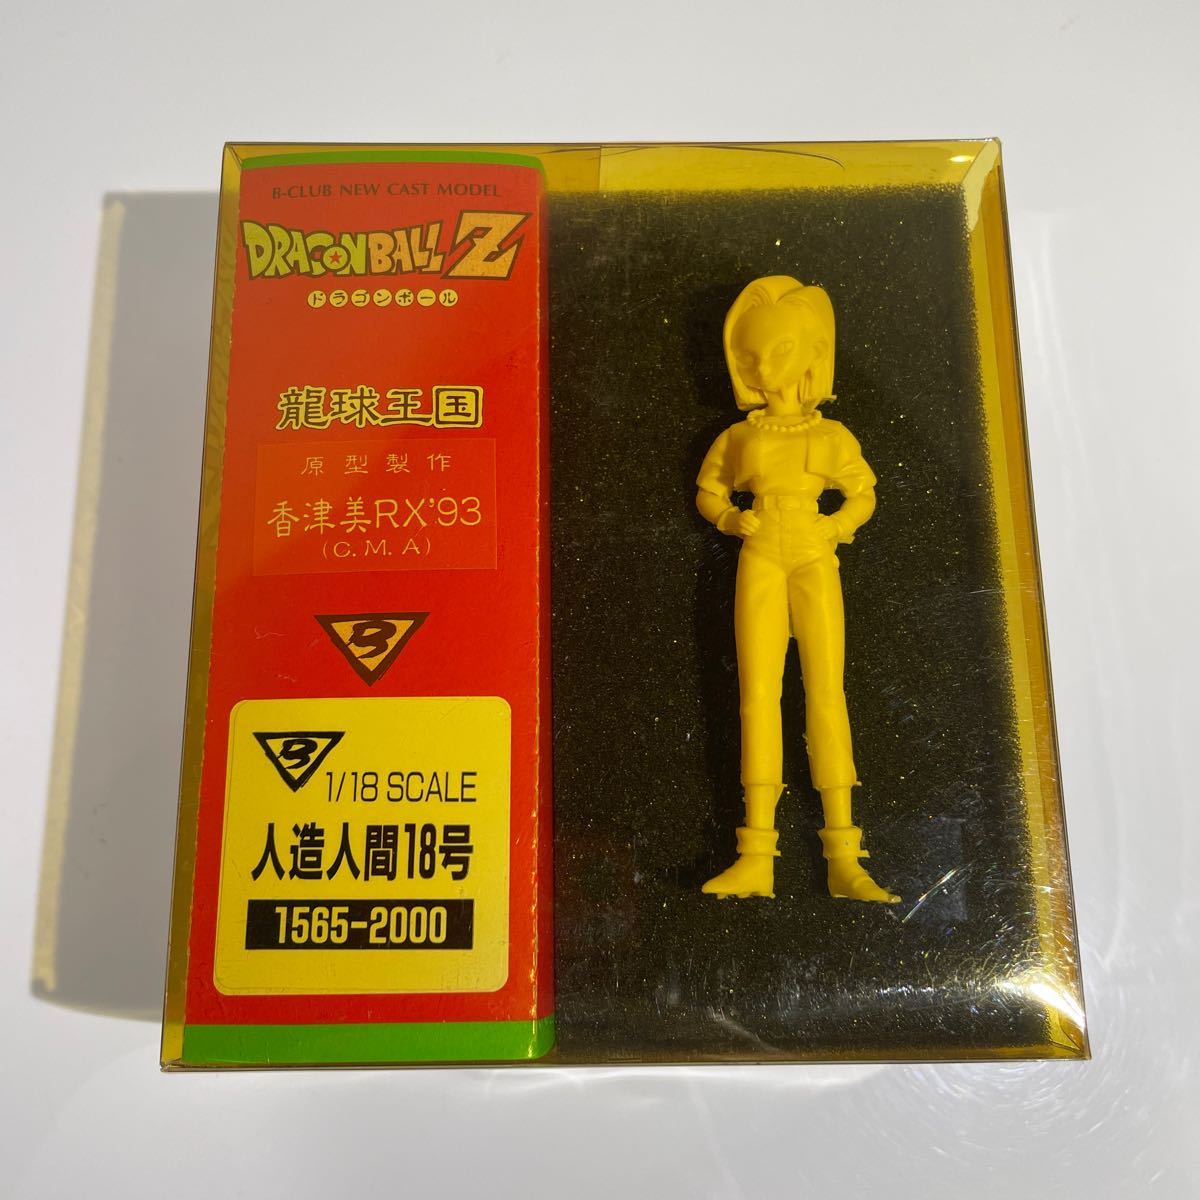 B-CLUB NEW CAST MODEL
DRAGONBALL Z
ドラゴンボール
龍球王国
原型製作
香津美RX'93
(C.M.A)
B
B
1/18 SCALE
人造人間18号
1565-2000